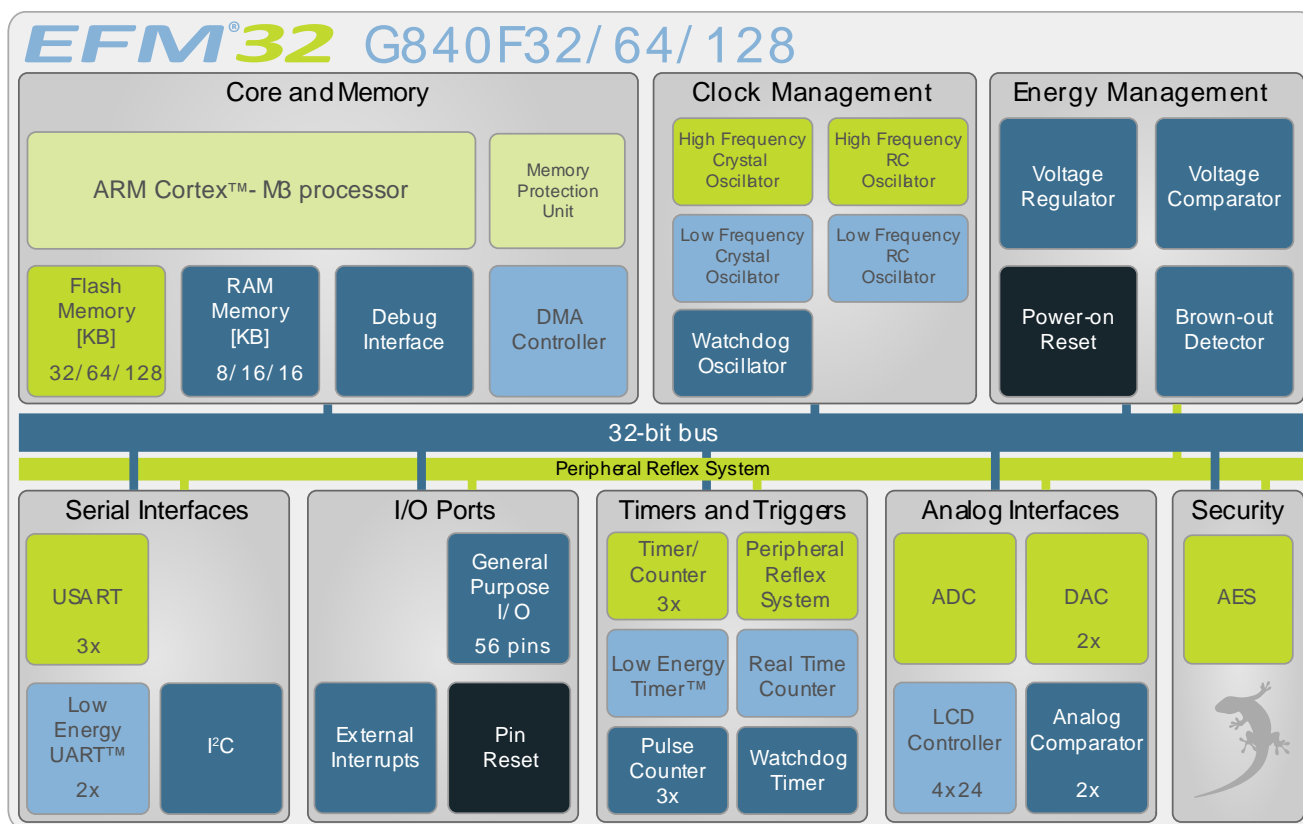 EFM®32 G840F32/64/128
Core and Memory
ARM Cortex™-M3 processor
Memory
Protection
Unit
Flash
Memory
[KB]
32/64/128
RAM
Memory
[KB]
8/16/16
Debug
Interface
DMA
Controller
Clock Management
High Frequency
Crystal
Oscillator
High Frequency
RC
Oscillator
Low Frequency
Crystal
Oscillator
Low Frequency
RC
Oscillator
Watchdog
Oscillator
Energy Management
Voltage
Regulator
Voltage
Comparator
Power-on
Reset
Brown-out
Detector
32-bit bus
Peripheral Reflex System
Serial Interfaces
USART
3x
Low
Energy
UART™
2x
I²C
I/O Ports
General
Purpose
I/O
56 pins
External
Interrupts
Pin
Reset
Timers and Triggers
Timer/
Counter
3x
Peripheral
Reflex
System
Low Energy
Timer™
Real Time
Counter
Pulse
Counter
3x
Watchdog
Timer
Analog Interfaces
ADC
DAC
2x
LCD
Controller
4x24
Analog
Comparator
2x
Security
AES